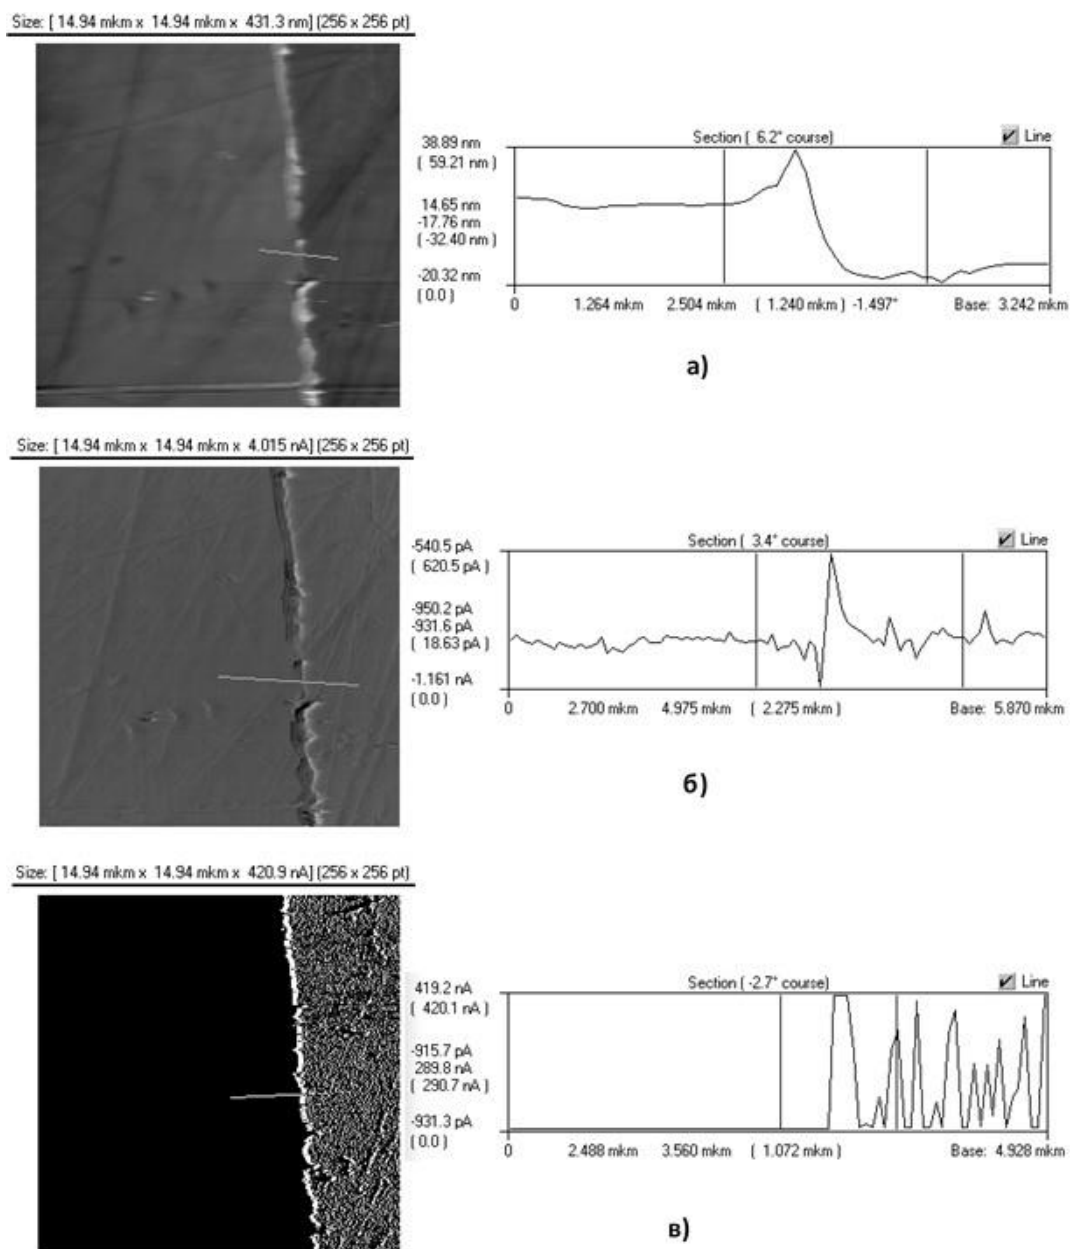 Size: [ 14.94 mkm x 14.94 mkm x 431.3 nm] (256 x 256 pt)
Section ( 6.2° course)
Line
38.89 nm
( 59.21 nm )
14.65 nm
-17.76 nm
( -32.40 nm )
-20.32 nm
( 0.0 )
0 1.264 mkm 2.504 mkm ( 1.240 mkm ) -1.497° Base: 3.242 mkm
а)
Size: [ 14.94 mkm x 14.94 mkm x 4.015 nA] (256 x 256 pt)
Section ( 3.4° course)
Line
-540.5 pA
( 620.5 pA )
-950.2 pA
-931.6 pA
( 18.63 pA )
-1.161 nA
( 0.0 )
0 2.700 mkm 4.975 mkm ( 2.275 mkm ) Base: 5.870 mkm
б)
Size: [ 14.94 mkm x 14.94 mkm x 420.9 nA] (256 x 256 pt)
Section ( -2.7° course)
Line
419.2 nA
( 420.1 nA )
-915.7 pA
289.8 nA
( 290.7 nA )
-931.3 pA
( 0.0 )
0 2.488 mkm 3.560 mkm ( 1.072 mkm ) Base: 4.928 mkm
в)